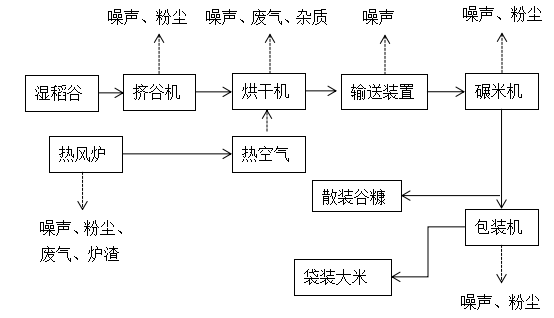 噪声、粉尘
噪声、废气、杂质
噪声
噪声、粉尘
湿稻谷
挤谷机
烘干机
输送装置
碾米机
热风炉
热空气
散装谷糠
包装机
噪声、粉尘、
废气、炉渣
袋装大米
噪声、粉尘